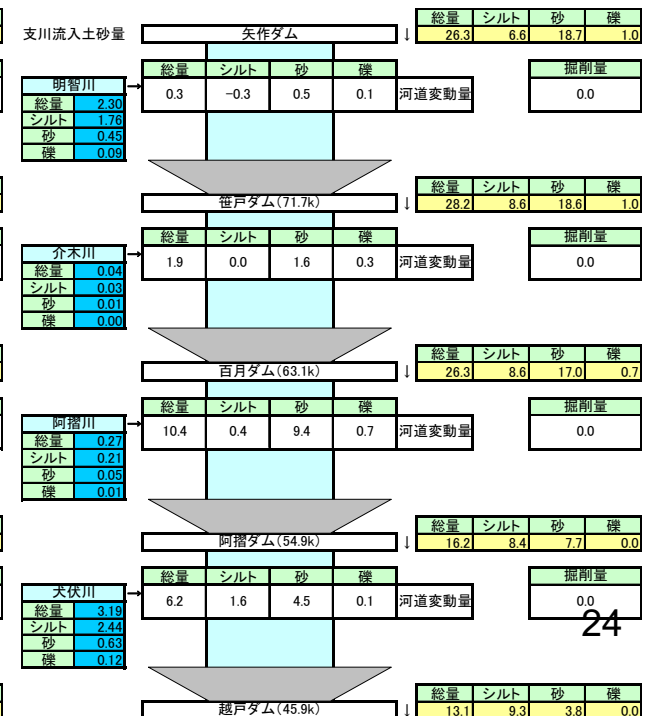 支川流入土砂量 矢作ダム ↓ 総量 シルト 砂 礫
26.3 6.6 18.7 1.0
総量 シルト 砂 礫 掘削量
明智川 → 0.3 -0.3 0.5 0.1 河道変動量 0.0
総量 2.30
シルト 1.76
砂 0.45
礫 0.09
総量 シルト 砂 礫
笹戸ダム(71.7k) ↓ 28.2 8.6 18.6 1.0
総量 シルト 砂 礫 掘削量
介木川 → 1.9 0.0 1.6 0.3 河道変動量 0.0
総量 0.04
シルト 0.03
砂 0.01
礫 0.00
総量 シルト 砂 礫
百月ダム(63.1k) ↓ 26.3 8.6 17.0 0.7
総量 シルト 砂 礫 掘削量
阿摺川 → 10.4 0.4 9.4 0.7 河道変動量 0.0
総量 0.27
シルト 0.21
砂 0.05
礫 0.01
総量 シルト 砂 礫
阿摺ダム(54.9k) ↓ 16.2 8.4 7.7 0.0
総量 シルト 砂 礫 掘削量
犬伏川 → 6.2 1.6 4.5 0.1 河道変動量 0.0
総量 3.19
シルト 2.44
砂 0.63
礫 0.12
24
総量 シルト 砂 礫
越戸ダム(45.9k) ↓ 13.1 9.3 3.8 0.0